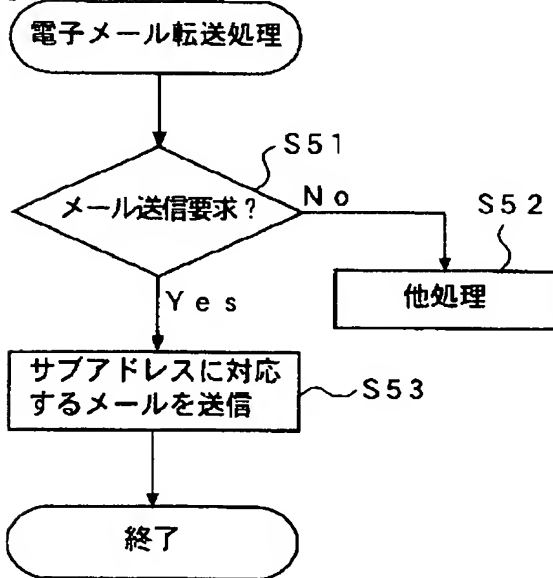 電子メール転送処理
S51
メール送信要求?
No
S52
他処理
Yes
サブアドレスに対応
するメールを送信
S53
終了